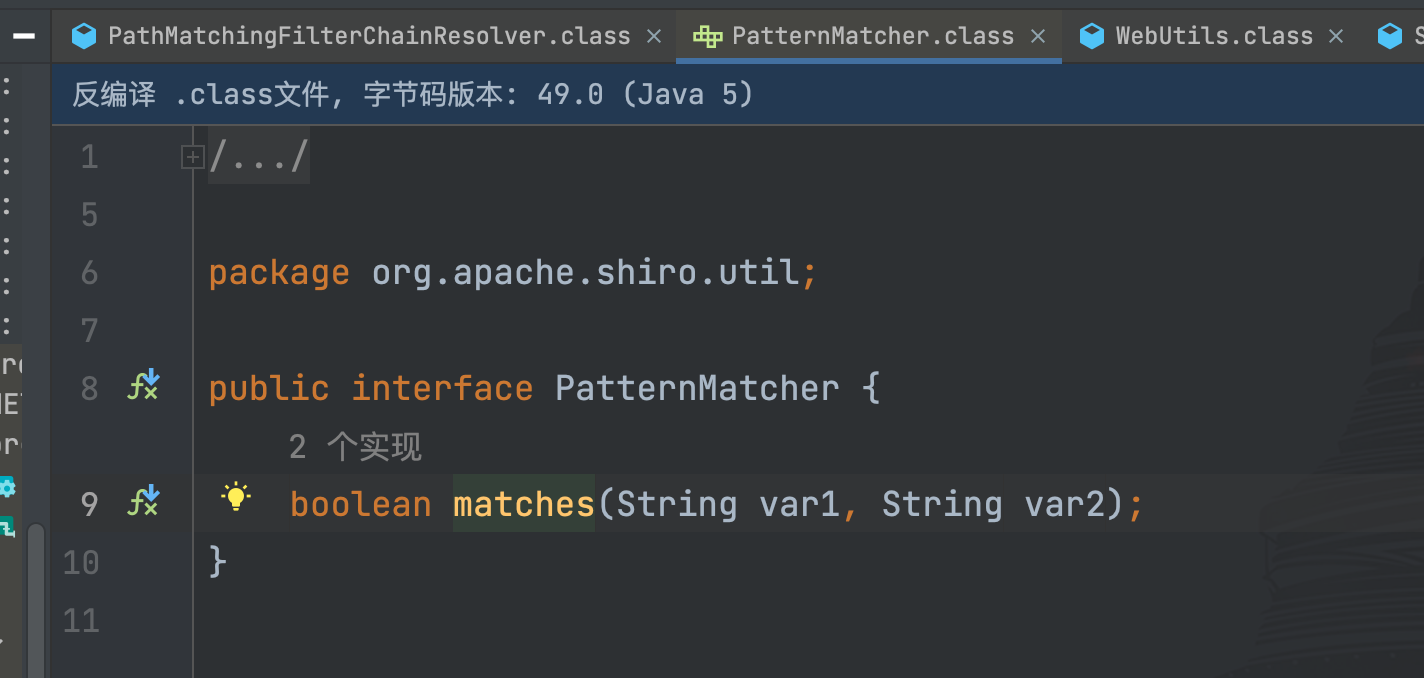 PathMatchingFilterChainResolver.class
PatternMatcher.class
WebUtils.class
反编译 .class文件, 字节码版本: 49.0 (Java 5)
1 /.../
5
6 package org.apache.shiro.util;
7
8 public interface PatternMatcher {
2 个实现
9 boolean matches(String var1, String var2);
10 }
11